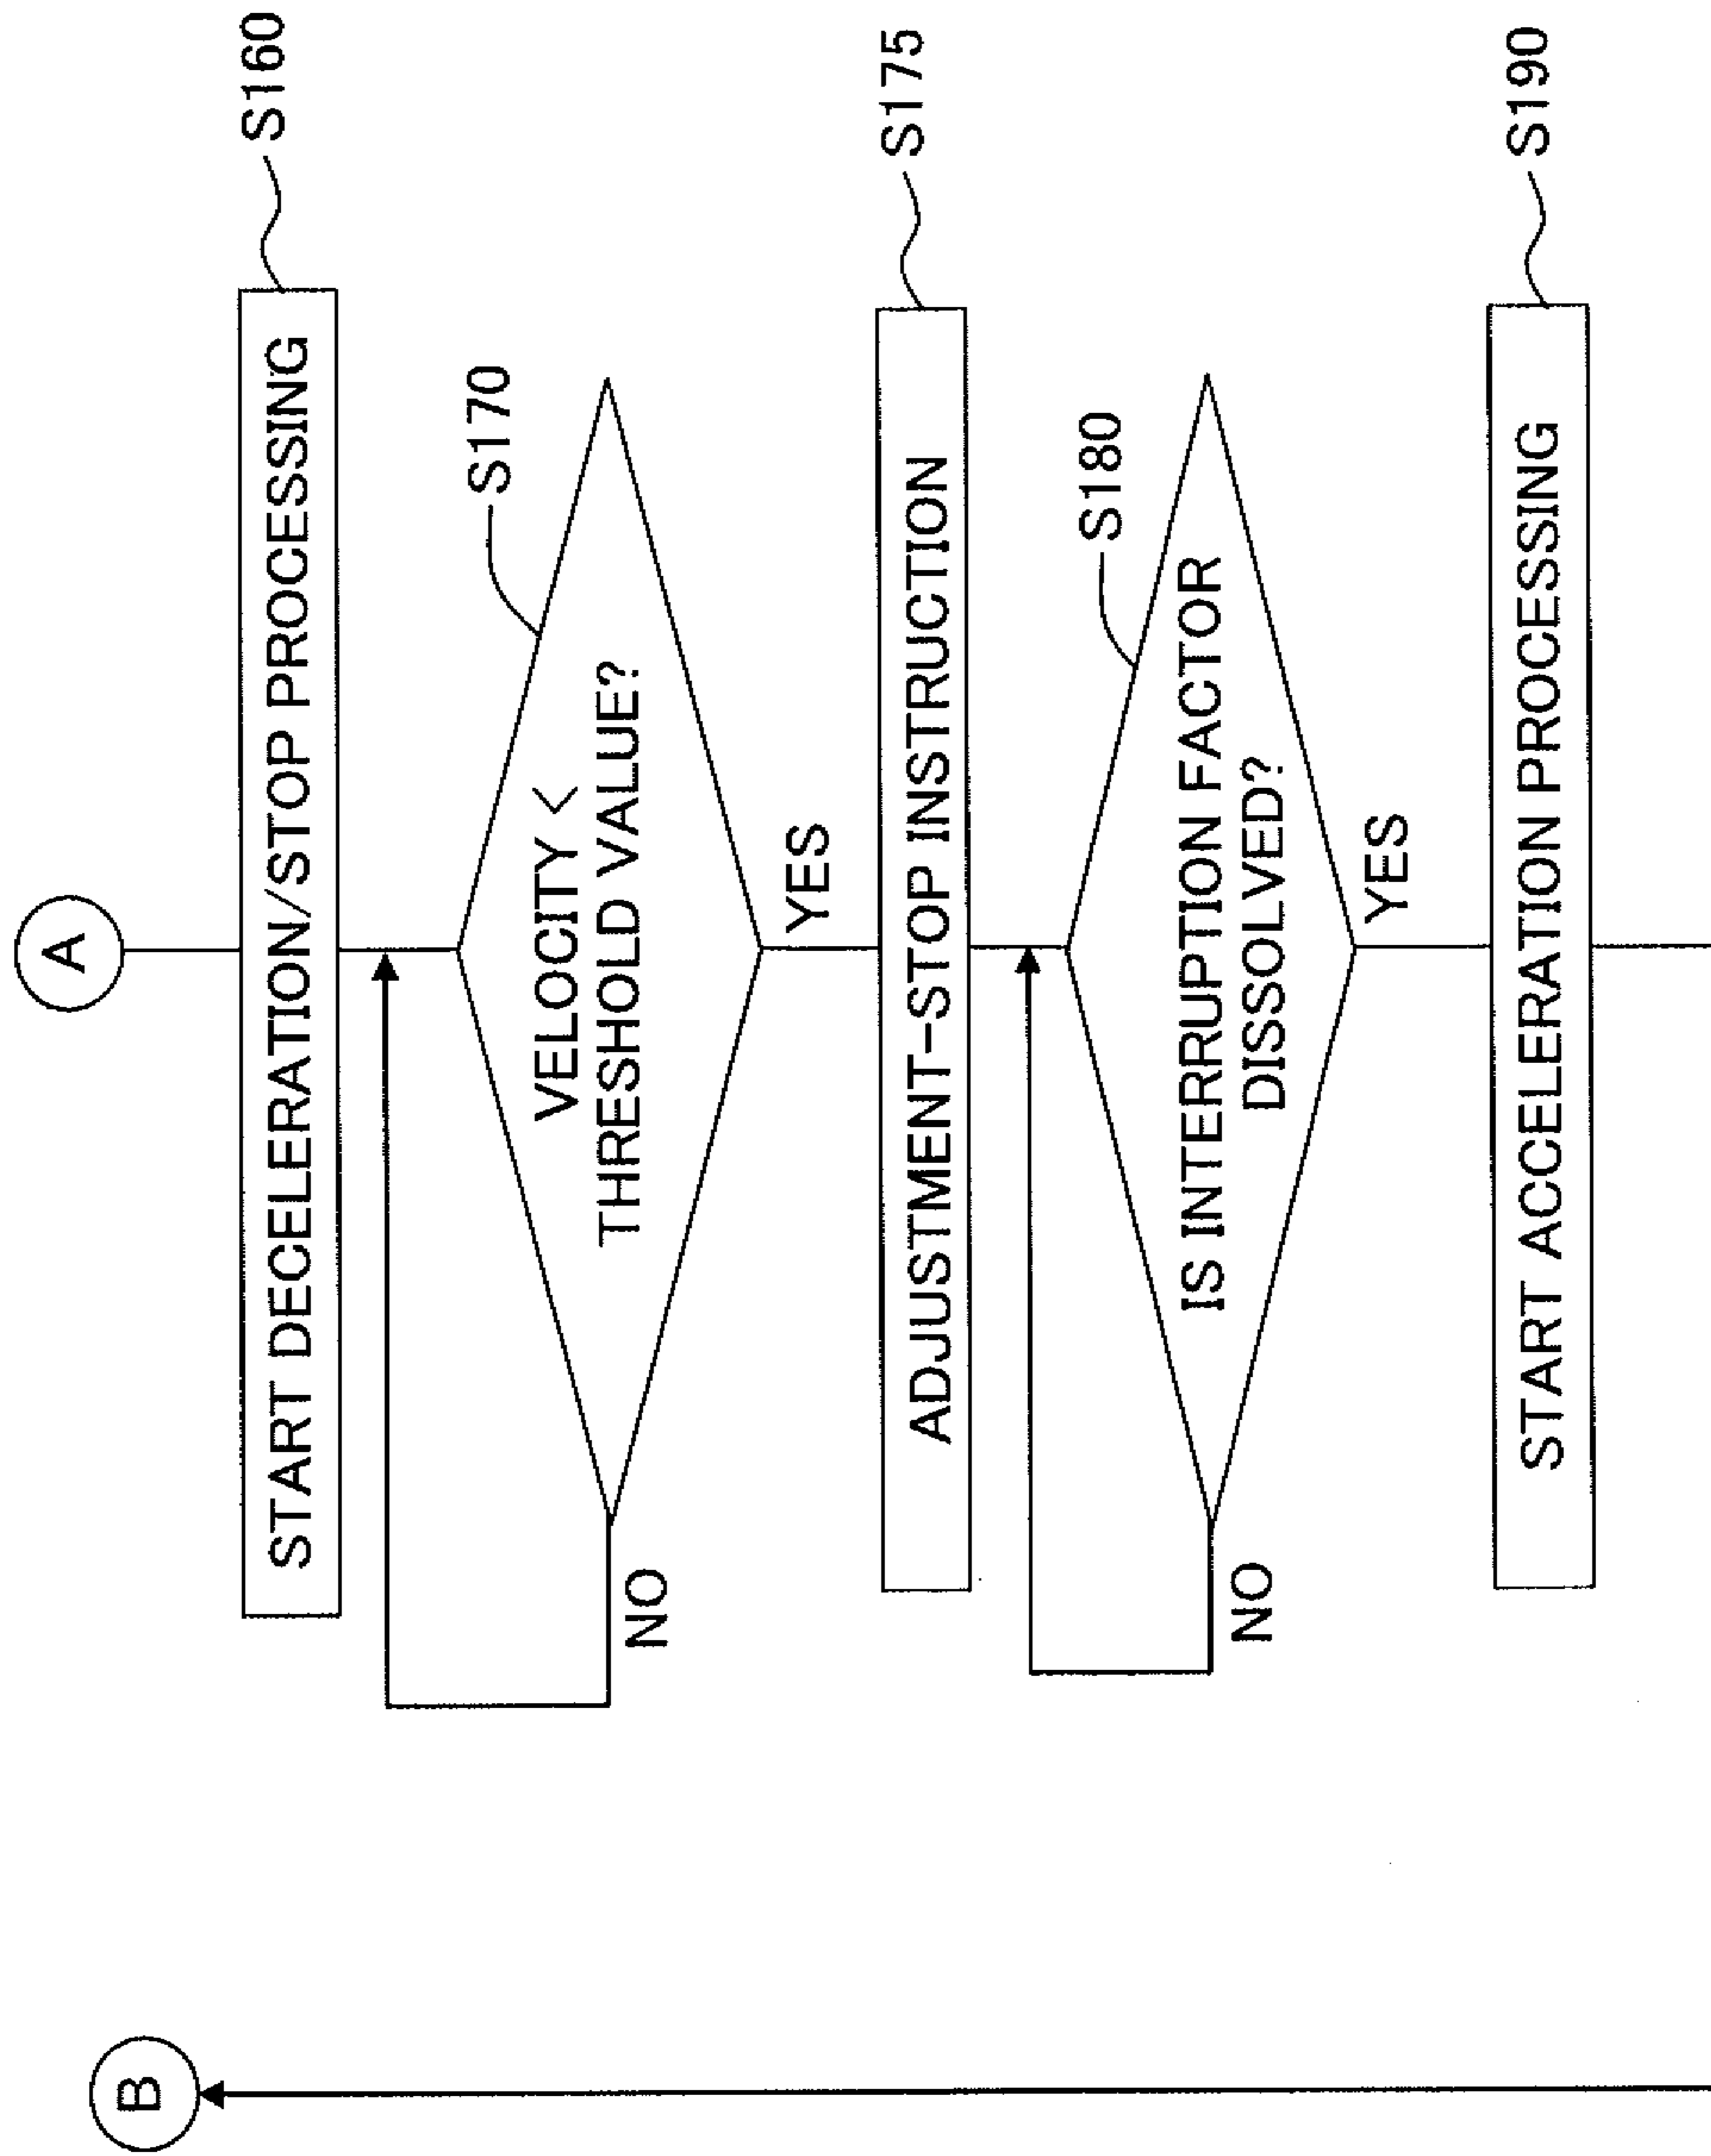 A
START DECELERATION/STOP PROCESSING
S160
VELOCITY <
THRESHOLD VALUE?
S170
NO
YES
ADJUSTMENT-STOP INSTRUCTION
S175
IS INTERRUPTION FACTOR
DISSOLVED?
S180
NO
YES
START ACCELERATION PROCESSING
S190
B